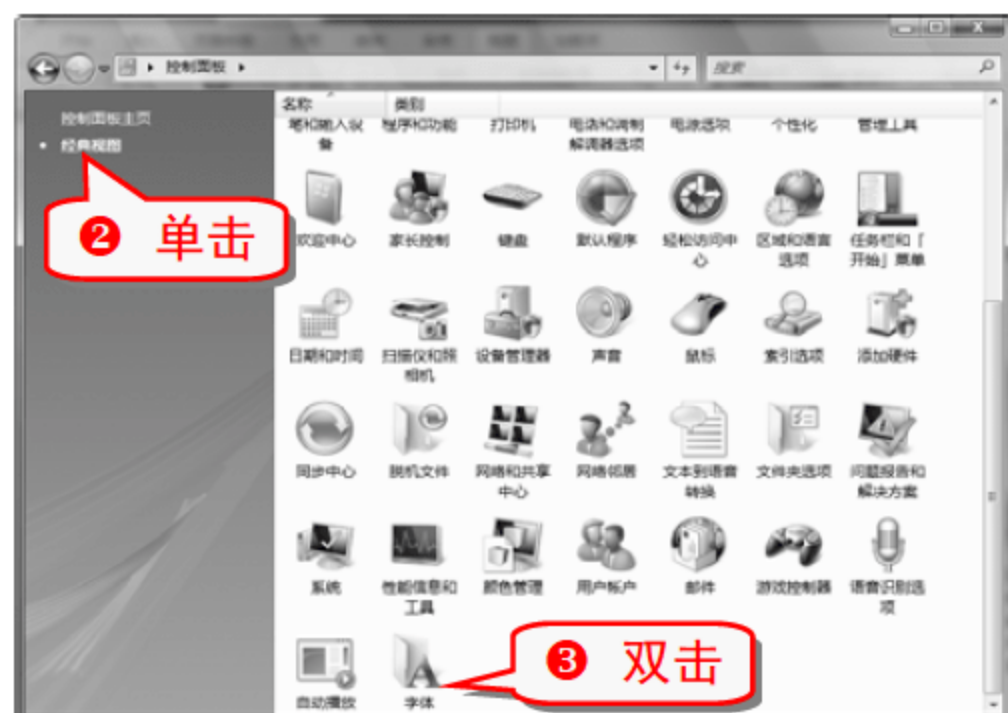 控制面板
搜索
控制面板主页
经典视图
❷ 单击
名称 类别
笔和输入设备 程序和功能 打印机 电话和调制解调器选项 电源选项 个性化 管理工具
欢迎中心 家长控制 键盘 默认程序 轻松访问中心 区域和语言选项 任务栏和「开始」菜单
日期和时间 扫描仪和照相机 设备管理器 声音 鼠标 索引选项 添加硬件
同步中心 脱机文件 网络和共享中心 网络邻居 文本到语音转换 文件夹选项 问题报告和解决方案
系统 性能信息和工具 颜色管理 用户帐户 邮件 游戏控制器 语音识别选项
自动播放 字体
❸ 双击